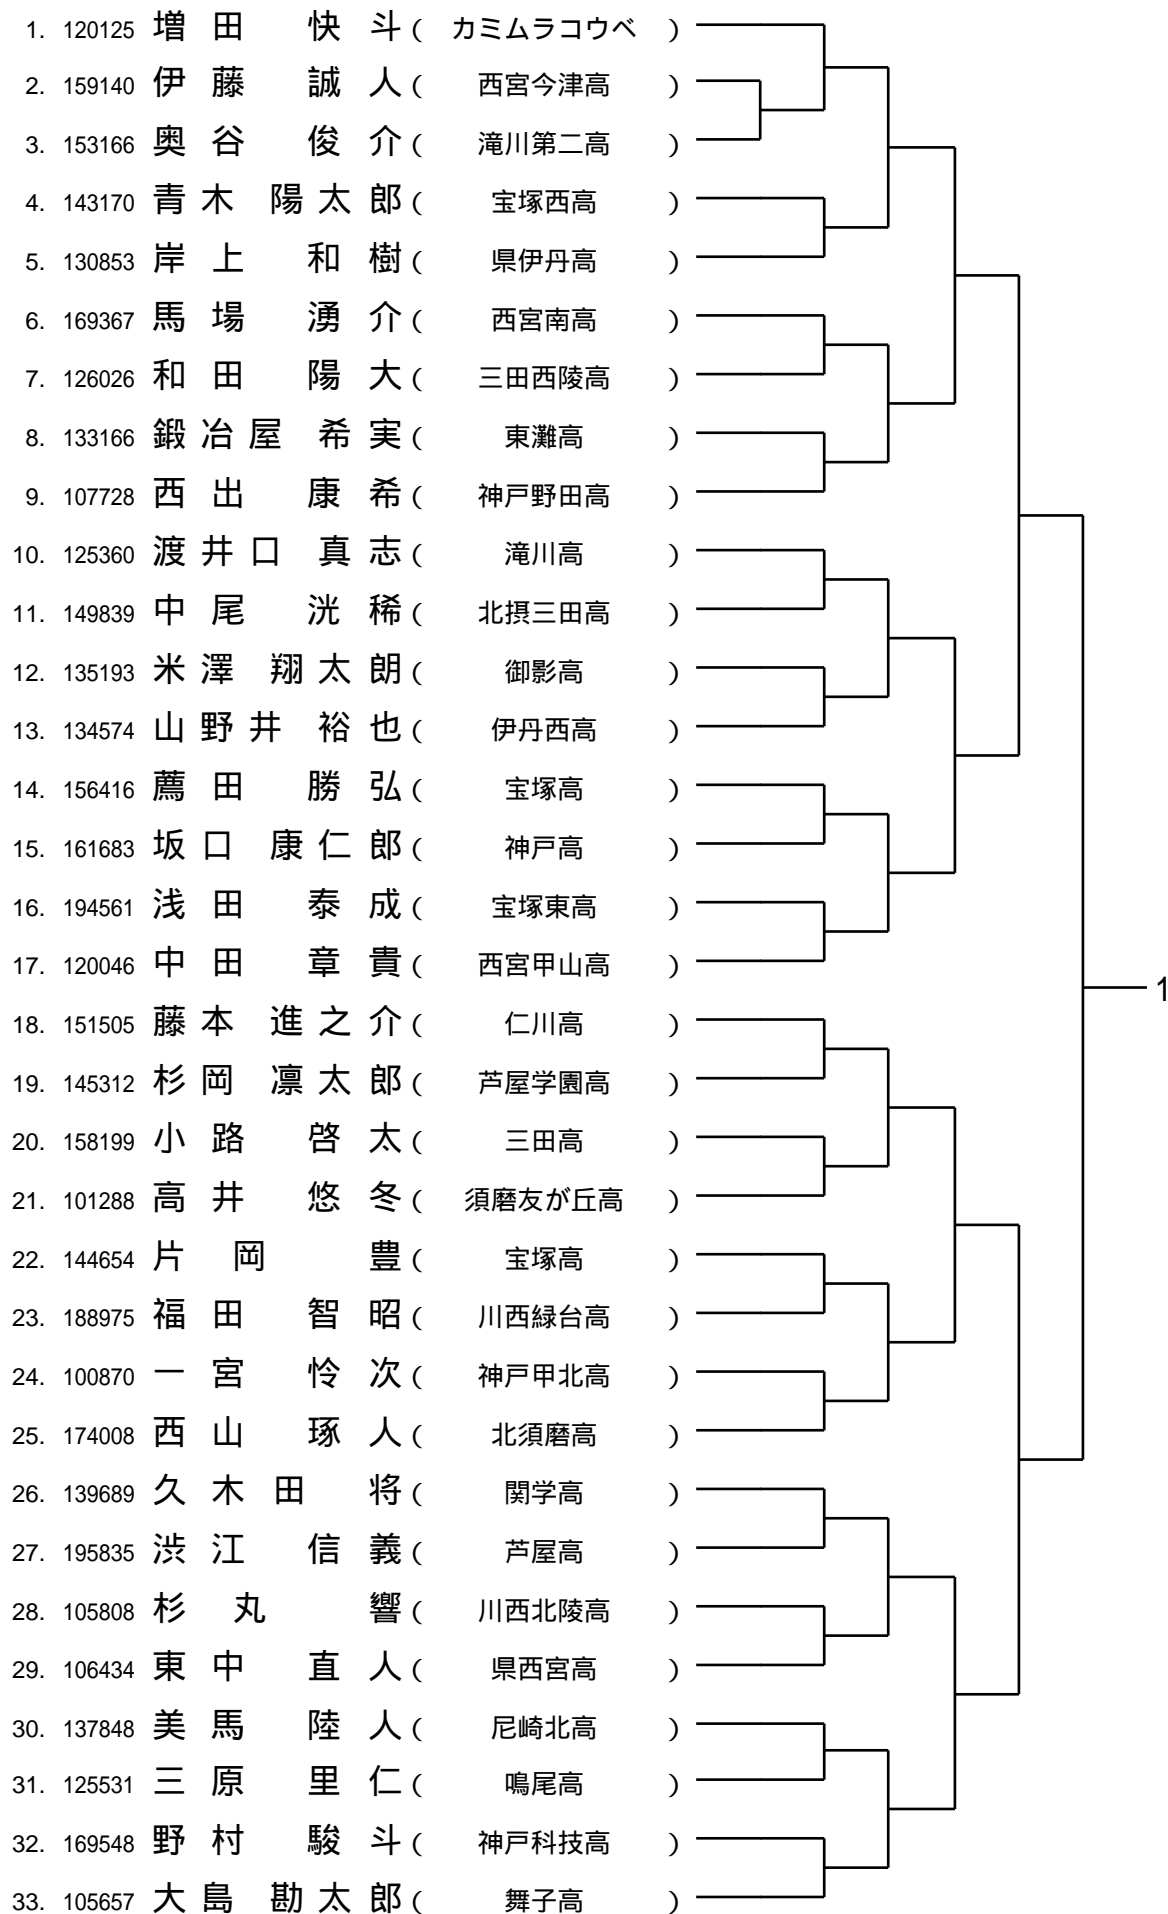 1. 120125 増田 快斗 ( カミムラコウベ )
2. 159140 伊藤 誠人 ( 西宮今津高 )
3. 153166 奥谷 俊介 ( 滝川第二高 )
4. 143170 青木 陽太郎 ( 宝塚西高 )
5. 130853 岸上 和樹 ( 県伊丹高 )
6. 169367 馬場 湧介 ( 西宮南高 )
7. 126026 和田 陽大 ( 三田西陵高 )
8. 133166 鍛冶屋 希実 ( 東灘高 )
9. 107728 西出 康希 ( 神戸野田高 )
10. 125360 渡井口 真志 ( 滝川高 )
11. 149839 中尾 洸稀 ( 北摂三田高 )
12. 135193 米澤 翔太朗 ( 御影高 )
13. 134574 山野井 裕也 ( 伊丹西高 )
14. 156416 薦田 勝弘 ( 宝塚高 )
15. 161683 坂口 康仁郎 ( 神戸高 )
16. 194561 浅田 泰成 ( 宝塚東高 )
17. 120046 中田 章貴 ( 西宮甲山高 )
1
18. 151505 藤本 進之介 ( 仁川高 )
19. 145312 杉岡 凛太郎 ( 芦屋学園高 )
20. 158199 小路 啓太 ( 三田高 )
21. 101288 高井 悠冬 ( 須磨友が丘高 )
22. 144654 片岡 豊 ( 宝塚高 )
23. 188975 福田 智昭 ( 川西緑台高 )
24. 100870 一宮 怜次 ( 神戸甲北高 )
25. 174008 西山 琢人 ( 北須磨高 )
26. 139689 久木田 将 ( 関学高 )
27. 195835 渋江 信義 ( 芦屋高 )
28. 105808 杉丸 響 ( 川西北陵高 )
29. 106434 東中 直人 ( 県西宮高 )
30. 137848 美馬 陸人 ( 尼崎北高 )
31. 125531 三原 里仁 ( 鳴尾高 )
32. 169548 野村 駿斗 ( 神戸科技高 )
33. 105657 大島 勘太郎 ( 舞子高 )